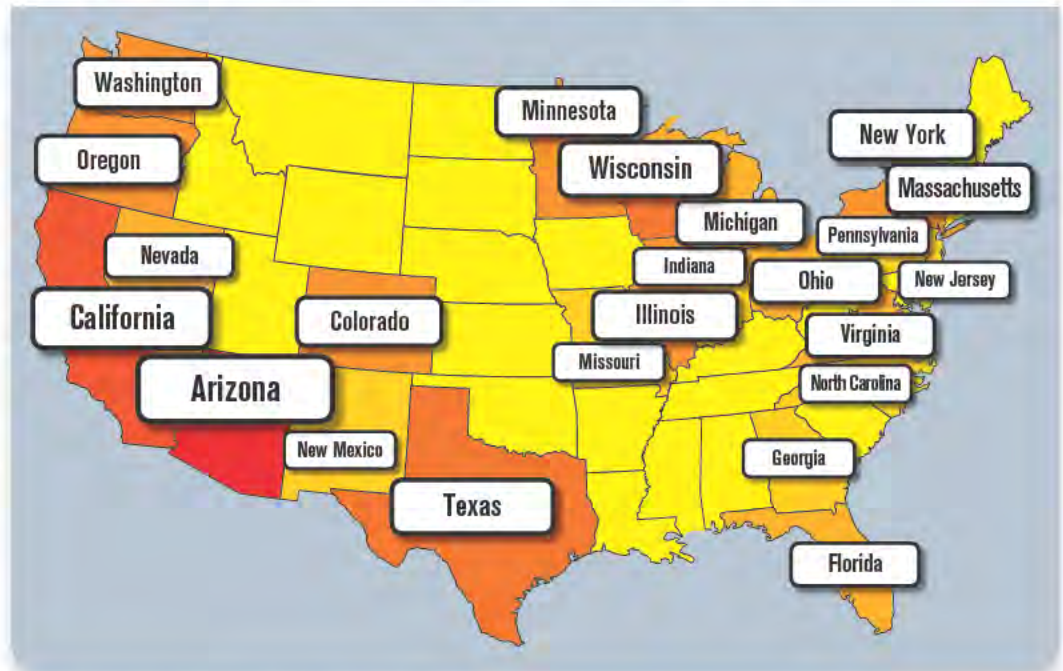 Washington
Minnesota
New York
Oregon
Wisconsin
Massachusetts
Michigan
Pennsylvania
Nevada
Indiana
Ohio
New Jersey
California
Colorado
Illinois
Virginia
Missouri
Arizona
North Carolina
New Mexico
Georgia
Texas
Florida